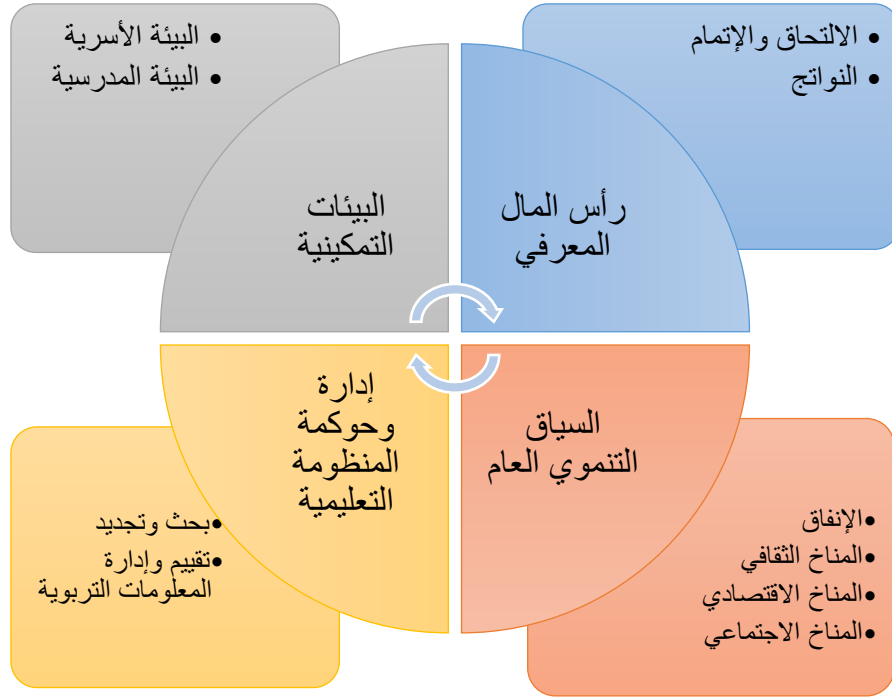 • الالتحاق والإتمام
• النواتج
رأس المال
المعرفي
• البيئة الأسرية
• البيئة المدرسية
البيئات
التمكينية
السياق
التنموي العام
•الإنفاق
•المناخ الثقافي
•المناخ الاقتصادي
•المناخ الاجتماعي
إدارة
وحوكمة
المنظومة
التعليمية
•بحث وتجديد
•تقييم وإدارة
المعلومات التربوية